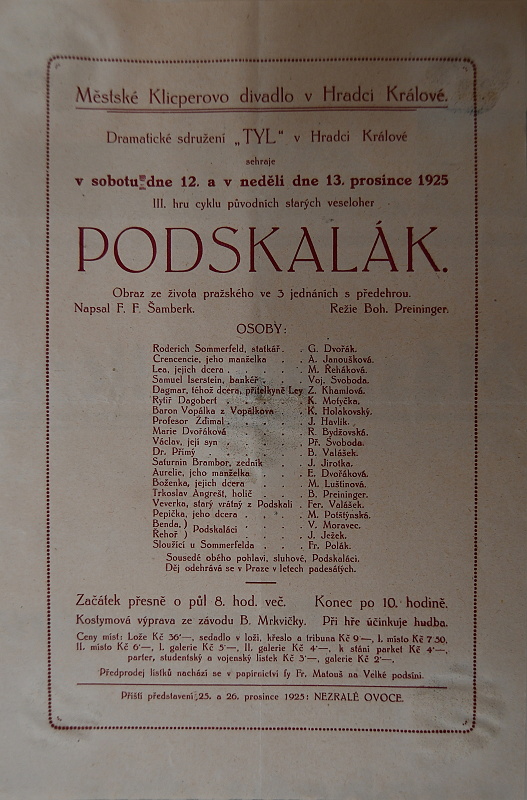 Městské Klicperovo divadlo v Hradci Králové.
Dramatické sdružení „TYL“ v Hradci Králové
sehraje
v sobotu dne 12. a v neděli dne 13. prosince 1925
III. hru cyklu původních starých veseloher
PODSKALÁK.
Obraz ze života pražského ve 3 jednáních s předehrou.
Napsal F. F. Šamberk. Režie Boh. Preininger.
OSOBY:
Roderich Sommerfeld, statkář . . G. Dvořák.
Crencencie, jeho manželka . . A. Janoušková.
Lea, jejich dcera . . . . M. Řeháková.
Samuel Iserstein, bankéř . . . Voj. Svoboda.
Dagmar, téhož dcera, přítelkyně Ley Z. Khamlová.
Rytíř Dagobert . . . . K. Motyčka.
Baron Vopálka z Vopálkova . . K. Holakovský.
Profesor Ždímal . . . . J. Havlík.
Marie Dvořáková . . . . R. Bydžovská.
Václav, její syn . . . . Př. Svoboda.
Dr. Přímý . . . . B. Valášek.
Saturnin Brambor, zedník . . J. Jirotka.
Aurelie, jeho manželka . . . E. Dvořáková.
Boženka, jejich dcera . . . M. Luštinová.
Trkoslav Angrešt, holič . . . B. Preininger.
Veverka, starý vrátný z Podskalí . Fer. Valášek.
Pepička, jeho dcera . . . . M. Potštýnská.
Benda, ) Podskaláci . . . V. Moravec.
Řehoř ) . . . J. Ježek.
Sloužící u Sommerfelda . . . Fr. Polák.
Sousedé obého pohlaví, sluhové, Podskaláci.
Děj odehrává se v Praze v letech padesátých.
Začátek přesně o půl 8. hod. več. Konec po 10. hodině.
Kostymová výprava ze závodu B. Mrkvičky. Při hře účinkuje hudba.
Ceny míst: Lože Kč 36'—, sedadlo v loži, křeslo a tribuna Kč 9—, I. místo Kč 7 50,
II. místo Kč 6'—, I. galerie Kč 5'—, II. galerie Kč 4'—, k stání parket Kč 4'—,
parter, studentský a vojenský lístek Kč 3'—, galerie Kč 2'—.
Předprodej lístků nachází se v papírnictví fy Fr. Matouš na Velké podsíni.
Příští představení 25. a 26. prosince 1925: NEZRALÉ OVOCE.